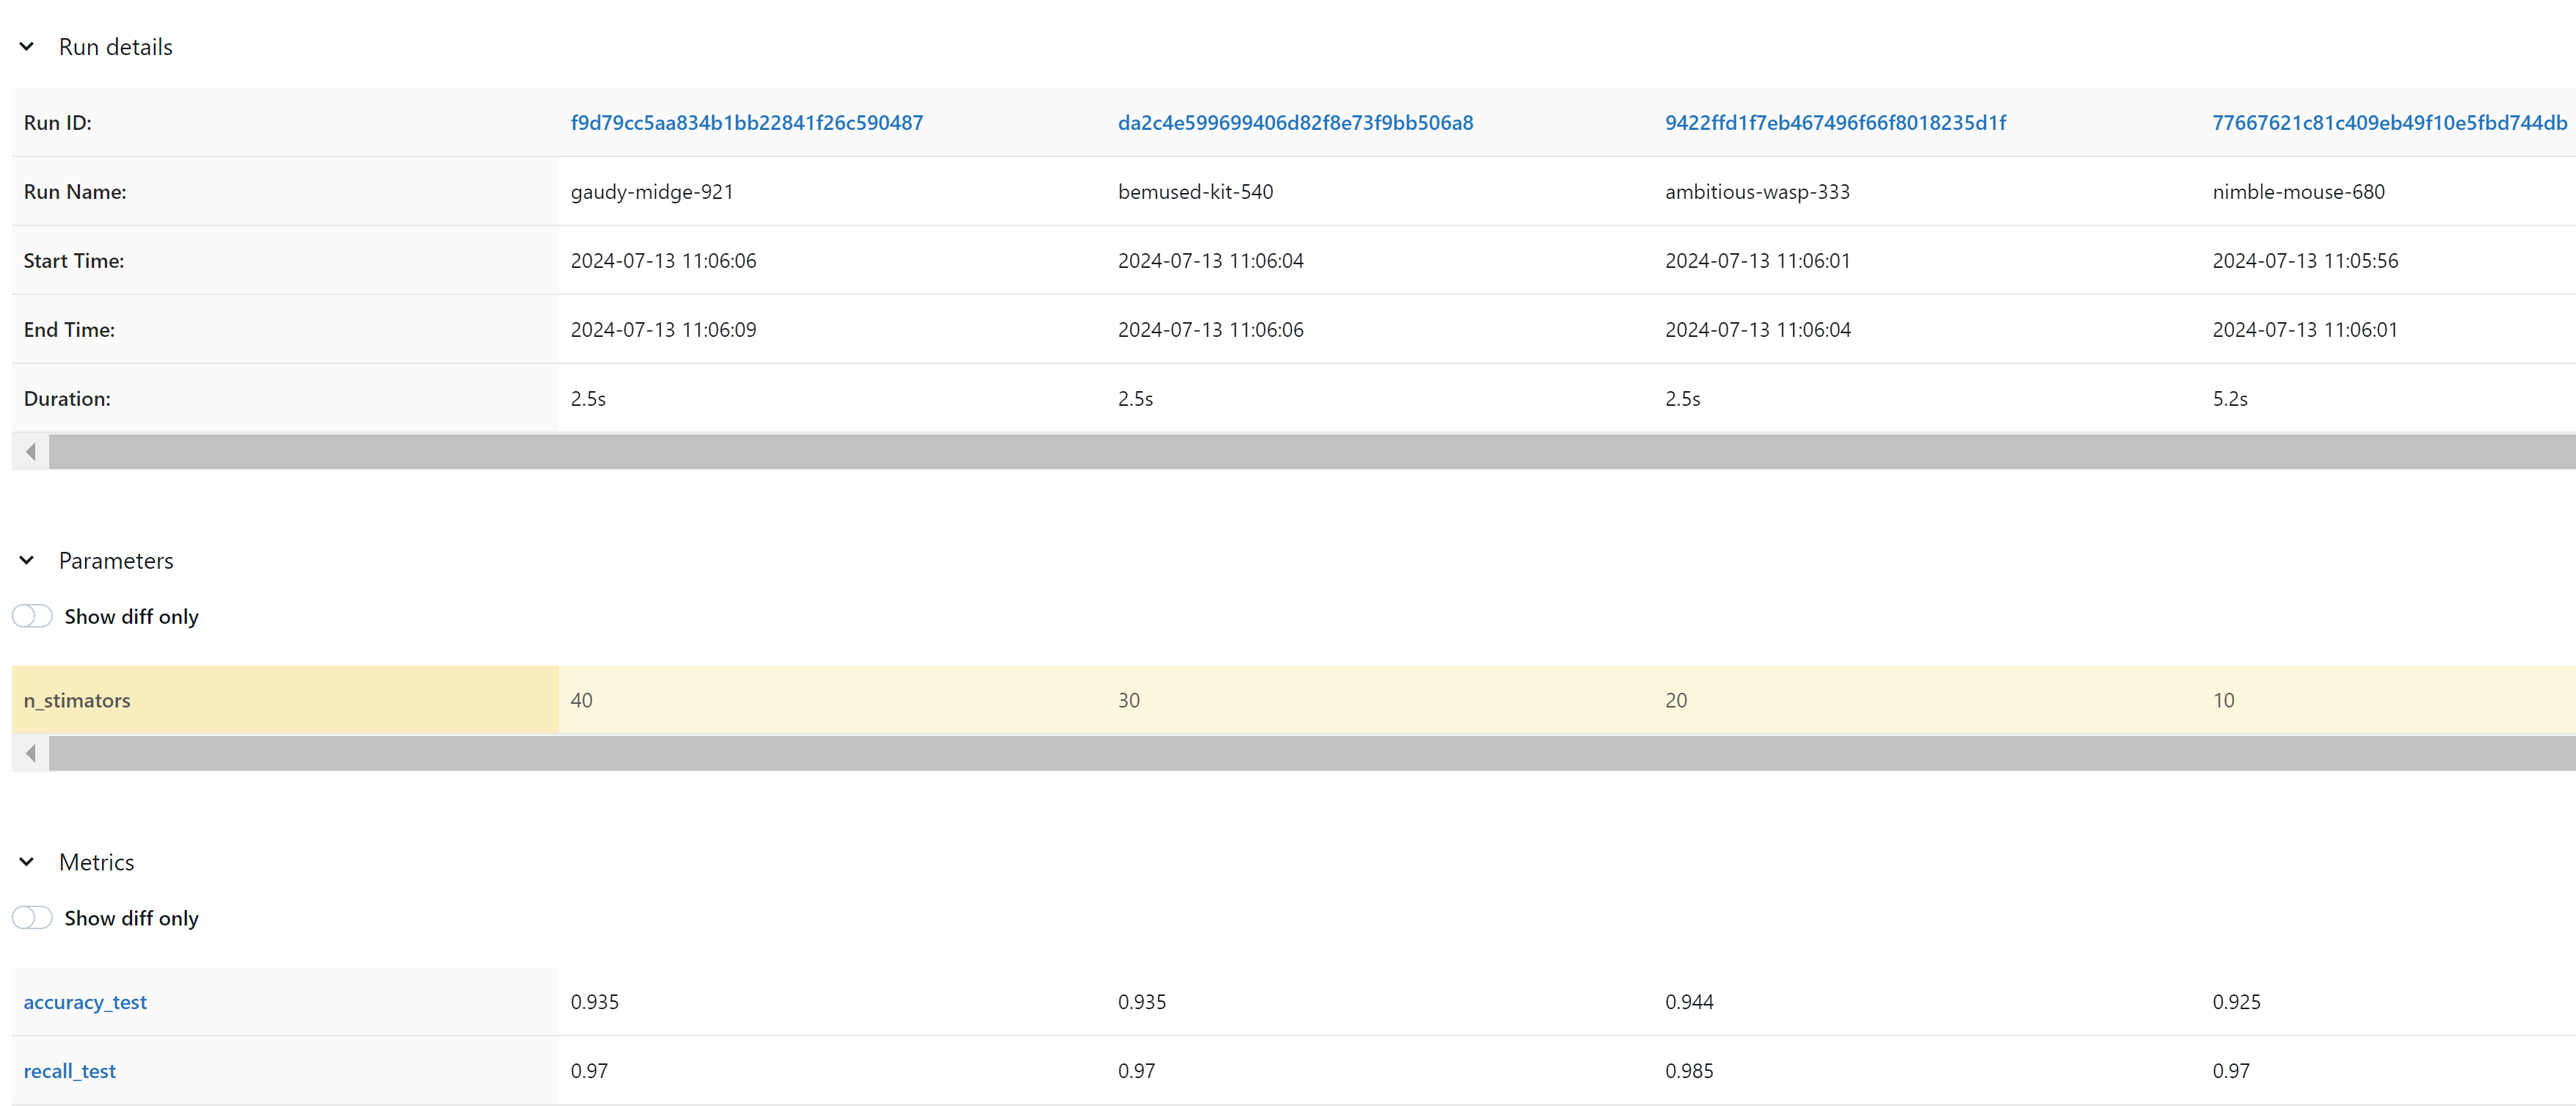 Run details
Run ID: f9d79cc5aa834b1bb22841f26c590487 da2c4e599699406d82f8e73f9bb506a8 9422ffd1f7eb467496f66f8018235d1f 77667621c81c409eb49f10e5fbd744db
Run Name: gaudy-midge-921 bemused-kit-540 ambitious-wasp-333 nimble-mouse-680
Start Time: 2024-07-13 11:06:06 2024-07-13 11:06:04 2024-07-13 11:06:01 2024-07-13 11:05:56
End Time: 2024-07-13 11:06:09 2024-07-13 11:06:06 2024-07-13 11:06:04 2024-07-13 11:06:01
Duration: 2.5s 2.5s 2.5s 5.2s
Parameters
Show diff only
n_stimators 40 30 20 10
Metrics
Show diff only
accuracy_test 0.935 0.935 0.944 0.925
recall_test 0.97 0.97 0.985 0.97